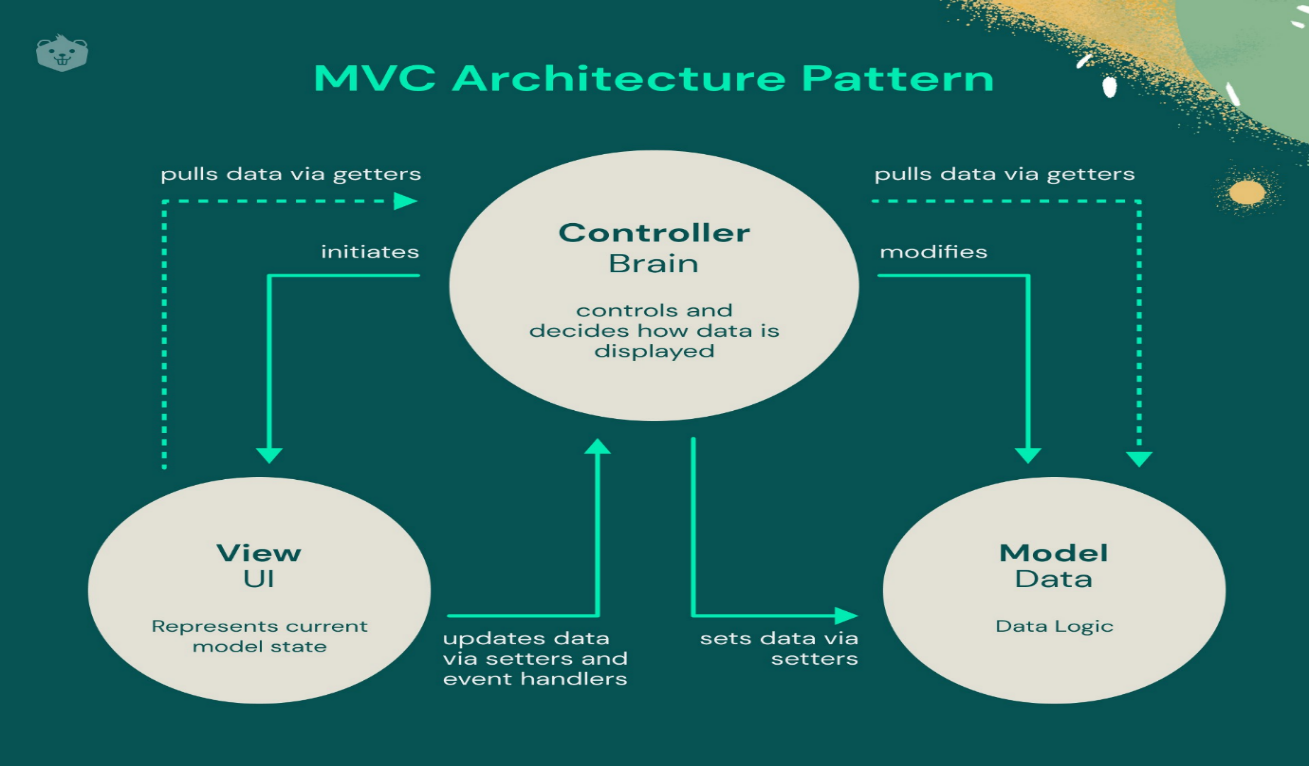 MVC Architecture Pattern
pulls data via getters
pulls data via getters
initiates
modifies
Controller
Brain
controls and
decides how data is
displayed
View
UI
Represents current
model state
updates data
via setters and
event handlers
sets data via
setters
Model
Data
Data Logic